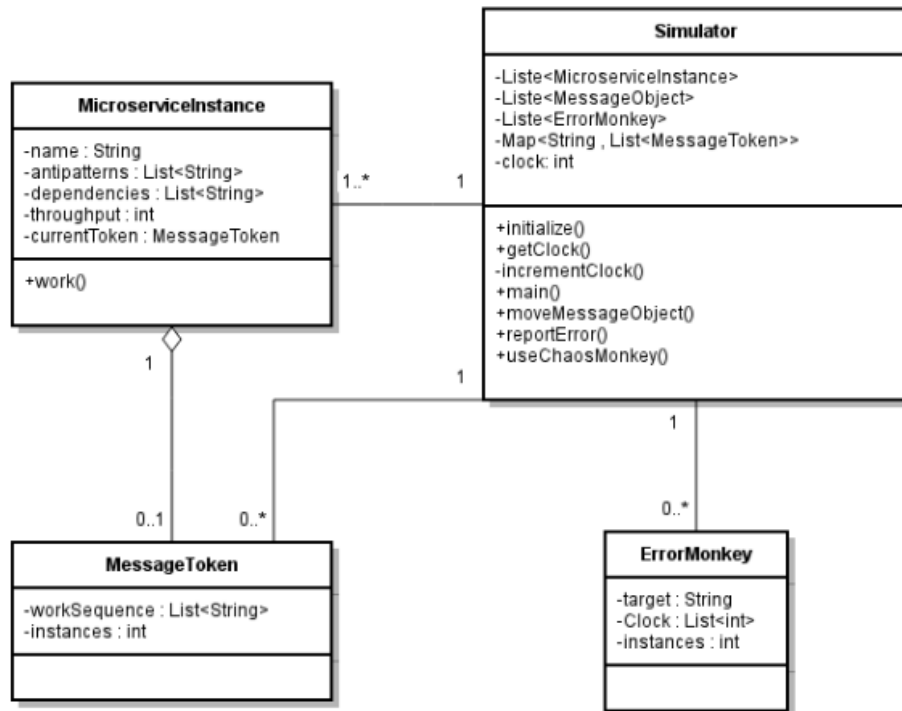 Simulator
-Liste<MicroserviceInstance>
-Liste<MessageObject>
-Liste<ErrorMonkey>
-Map<String , List<MessageToken>>
-clock: int
+initialize()
+getClock()
-incrementClock()
+main()
+moveMessageObject()
+reportError()
+useChaosMonkey()
MicroserviceInstance
-name : String
-antipatterns : List<String>
-dependencies : List<String>
-throughput : int
-currentToken : MessageToken
+work()
1..*
1
1
1
1
0..1
0..*
0..*
MessageToken
-workSequence : List<String>
-instances : int
ErrorMonkey
-target : String
-Clock : List<int>
-instances : int